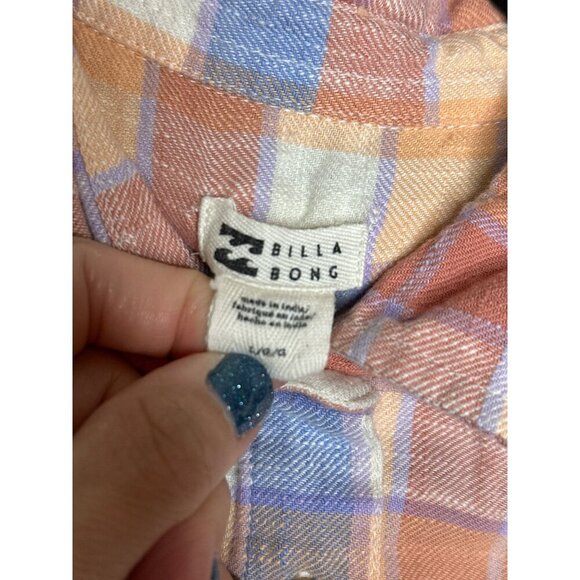 BILLA
BONG
made in India/
fabriqué en Inde/
hecho en India
L/G/G